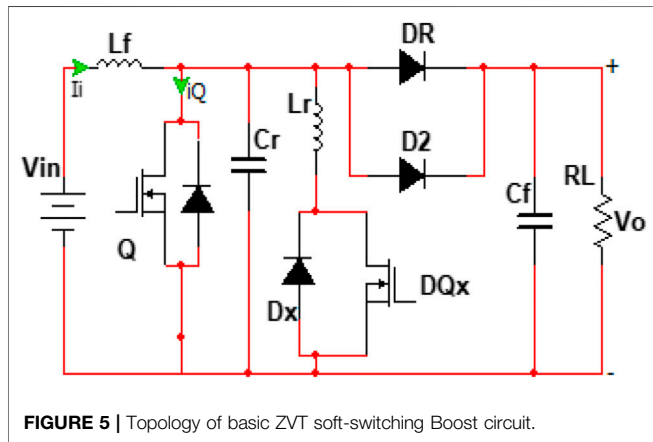 Lf
DR
Ii
iQ
+
Lr
Cr
D2
Vin
RL
Cf
Vo
Q
DQx
Dx
-
FIGURE 5 | Topology of basic ZVT soft-switching Boost circuit.